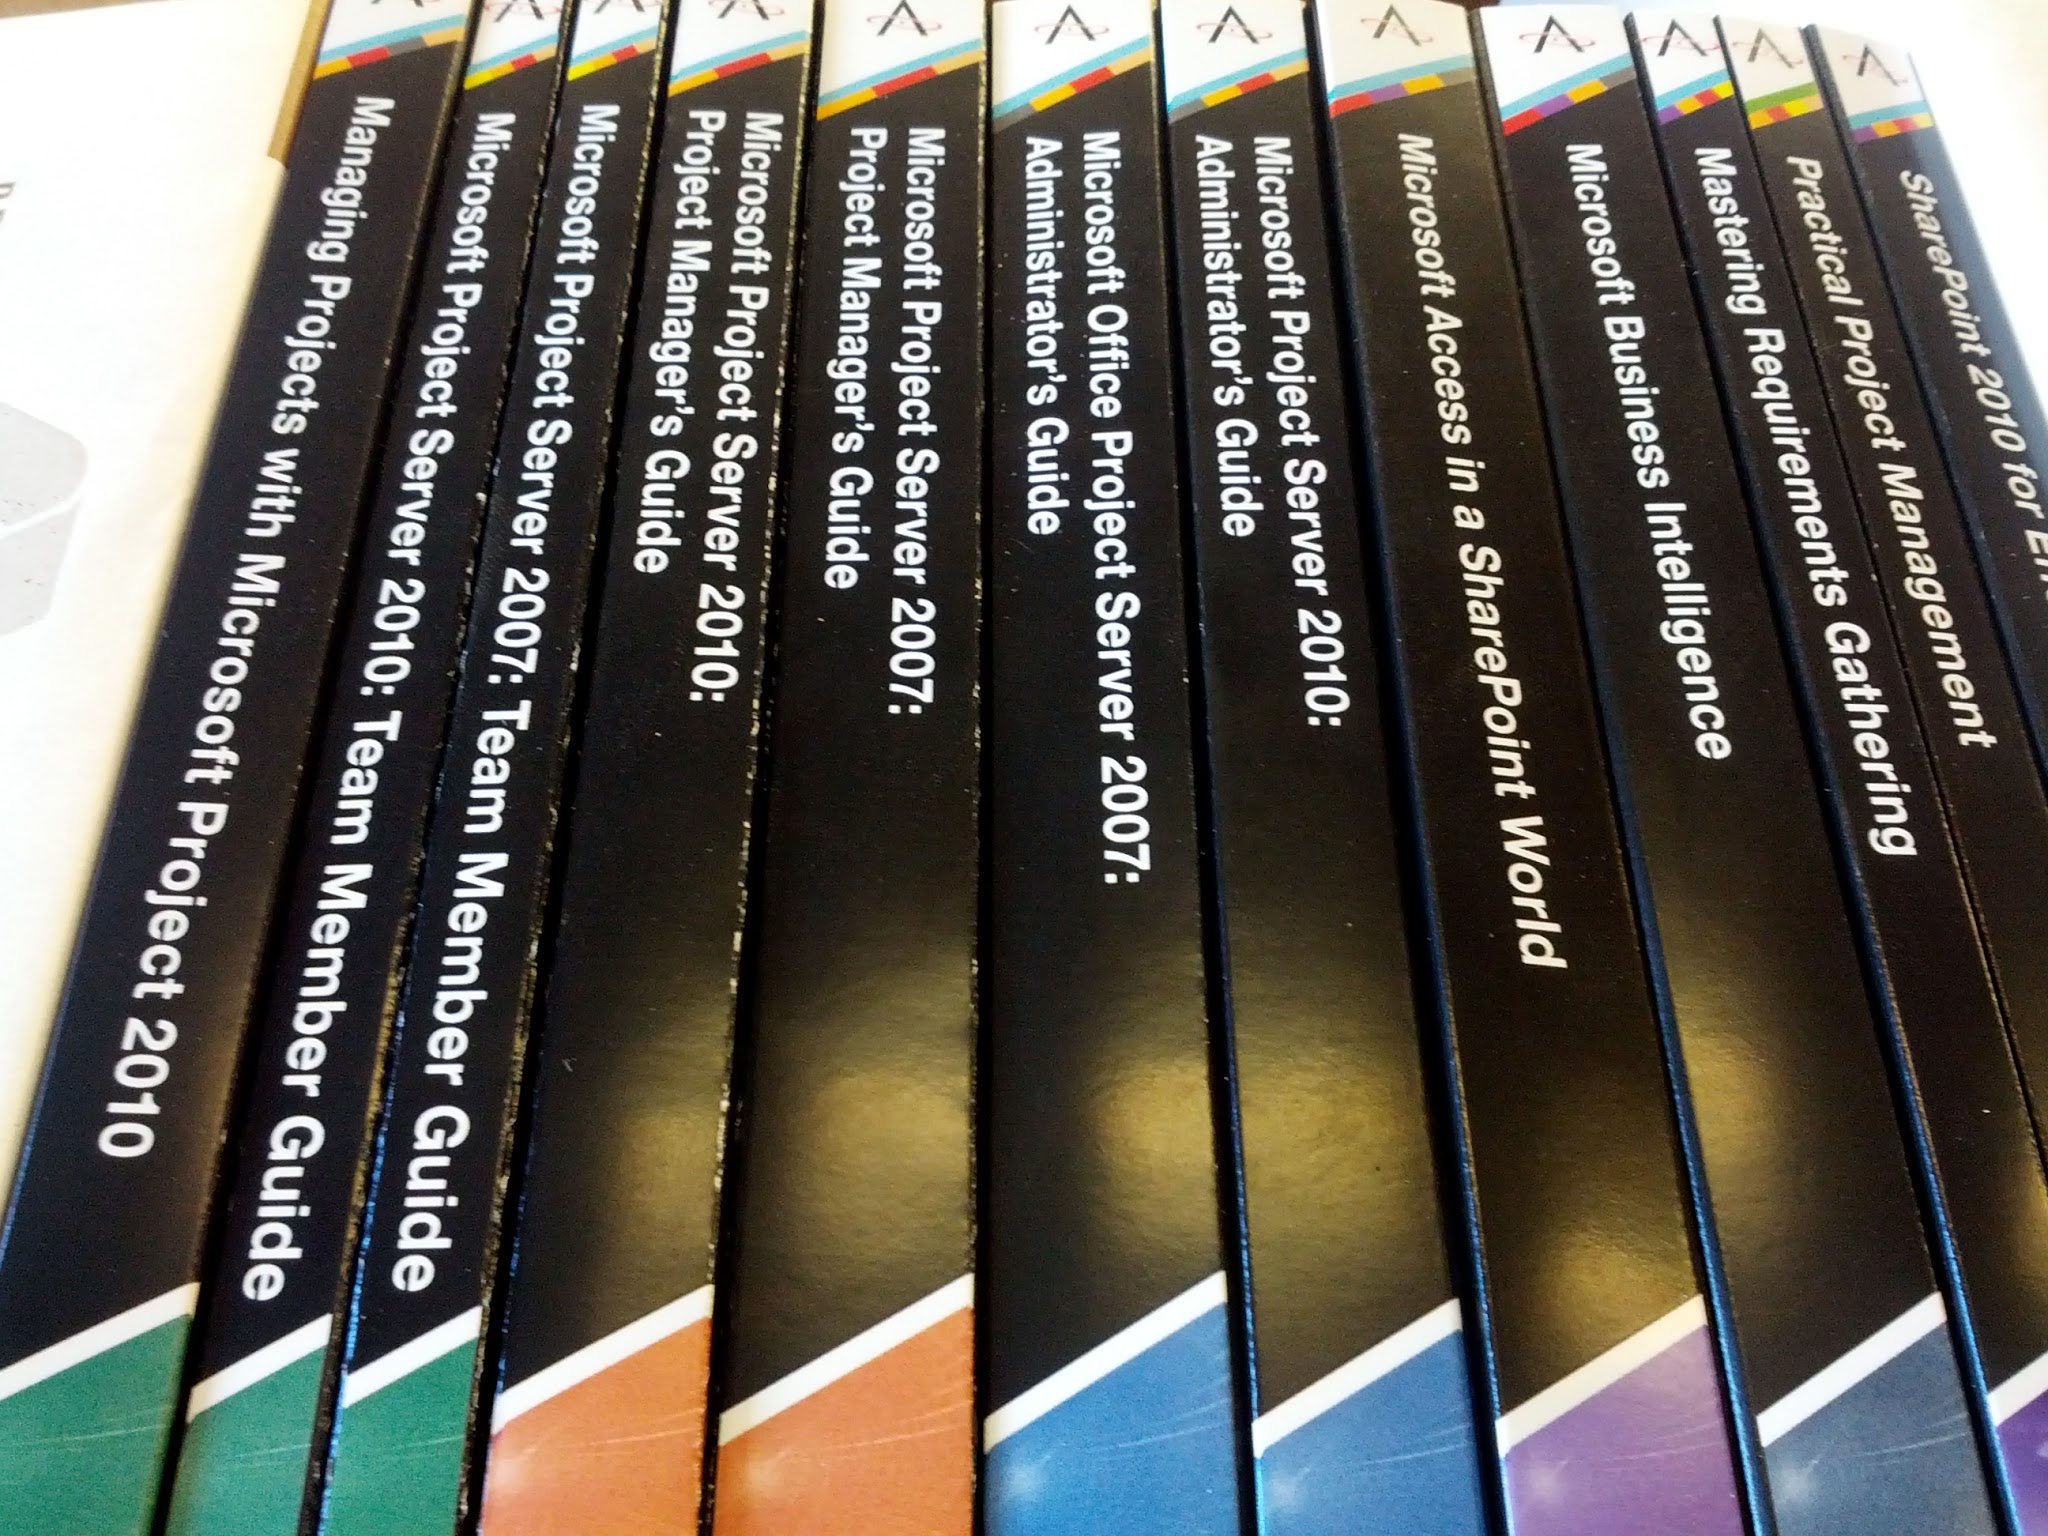 Managing Projects with Microsoft Project 2010
Microsoft Project Server 2010: Team Member Guide
Microsoft Project Server 2007: Team Member Guide
Microsoft Project Server 2010:
Project Manager's Guide
Microsoft Project Server 2007:
Project Manager's Guide
Microsoft Office Project Server 2007:
Administrator's Guide
Microsoft Project Server 2010:
Administrator's Guide
Microsoft Access in a SharePoint World
Microsoft Business Intelligence
Mastering Requirements Gathering
Practical Project Management
SharePoint 2010 for